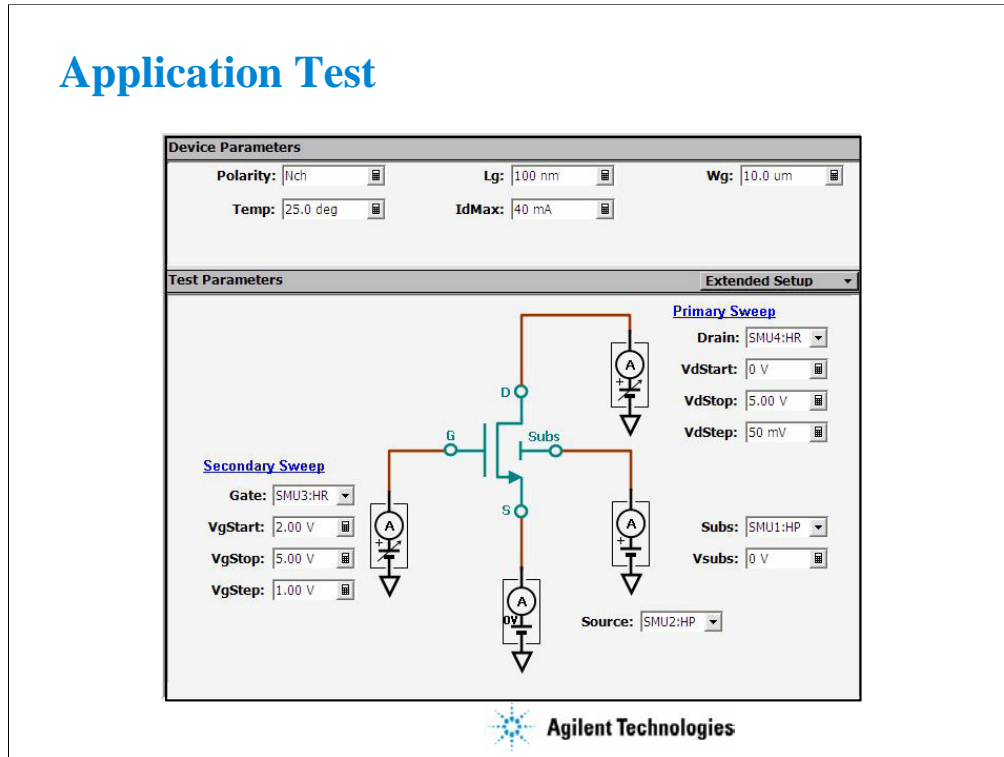 Application Test
Device Parameters
Polarity: Nch Lg: 100 nm Wg: 10.0 um
Temp: 25.0 deg IdMax: 40 mA
Test Parameters Extended Setup
Primary Sweep
Drain: SMU4:HR
VdStart: 0 V
VdStop: 5.00 V
VdStep: 50 mV
A
+
D
G
Subs
S
Secondary Sweep
Gate: SMU3:HR
VgStart: 2.00 V
VgStop: 5.00 V
VgStep: 1.00 V
A
+
A
+
Subs: SMU1:HP
Vsubs: 0 V
A
0V
Source: SMU2:HP
Agilent Technologies